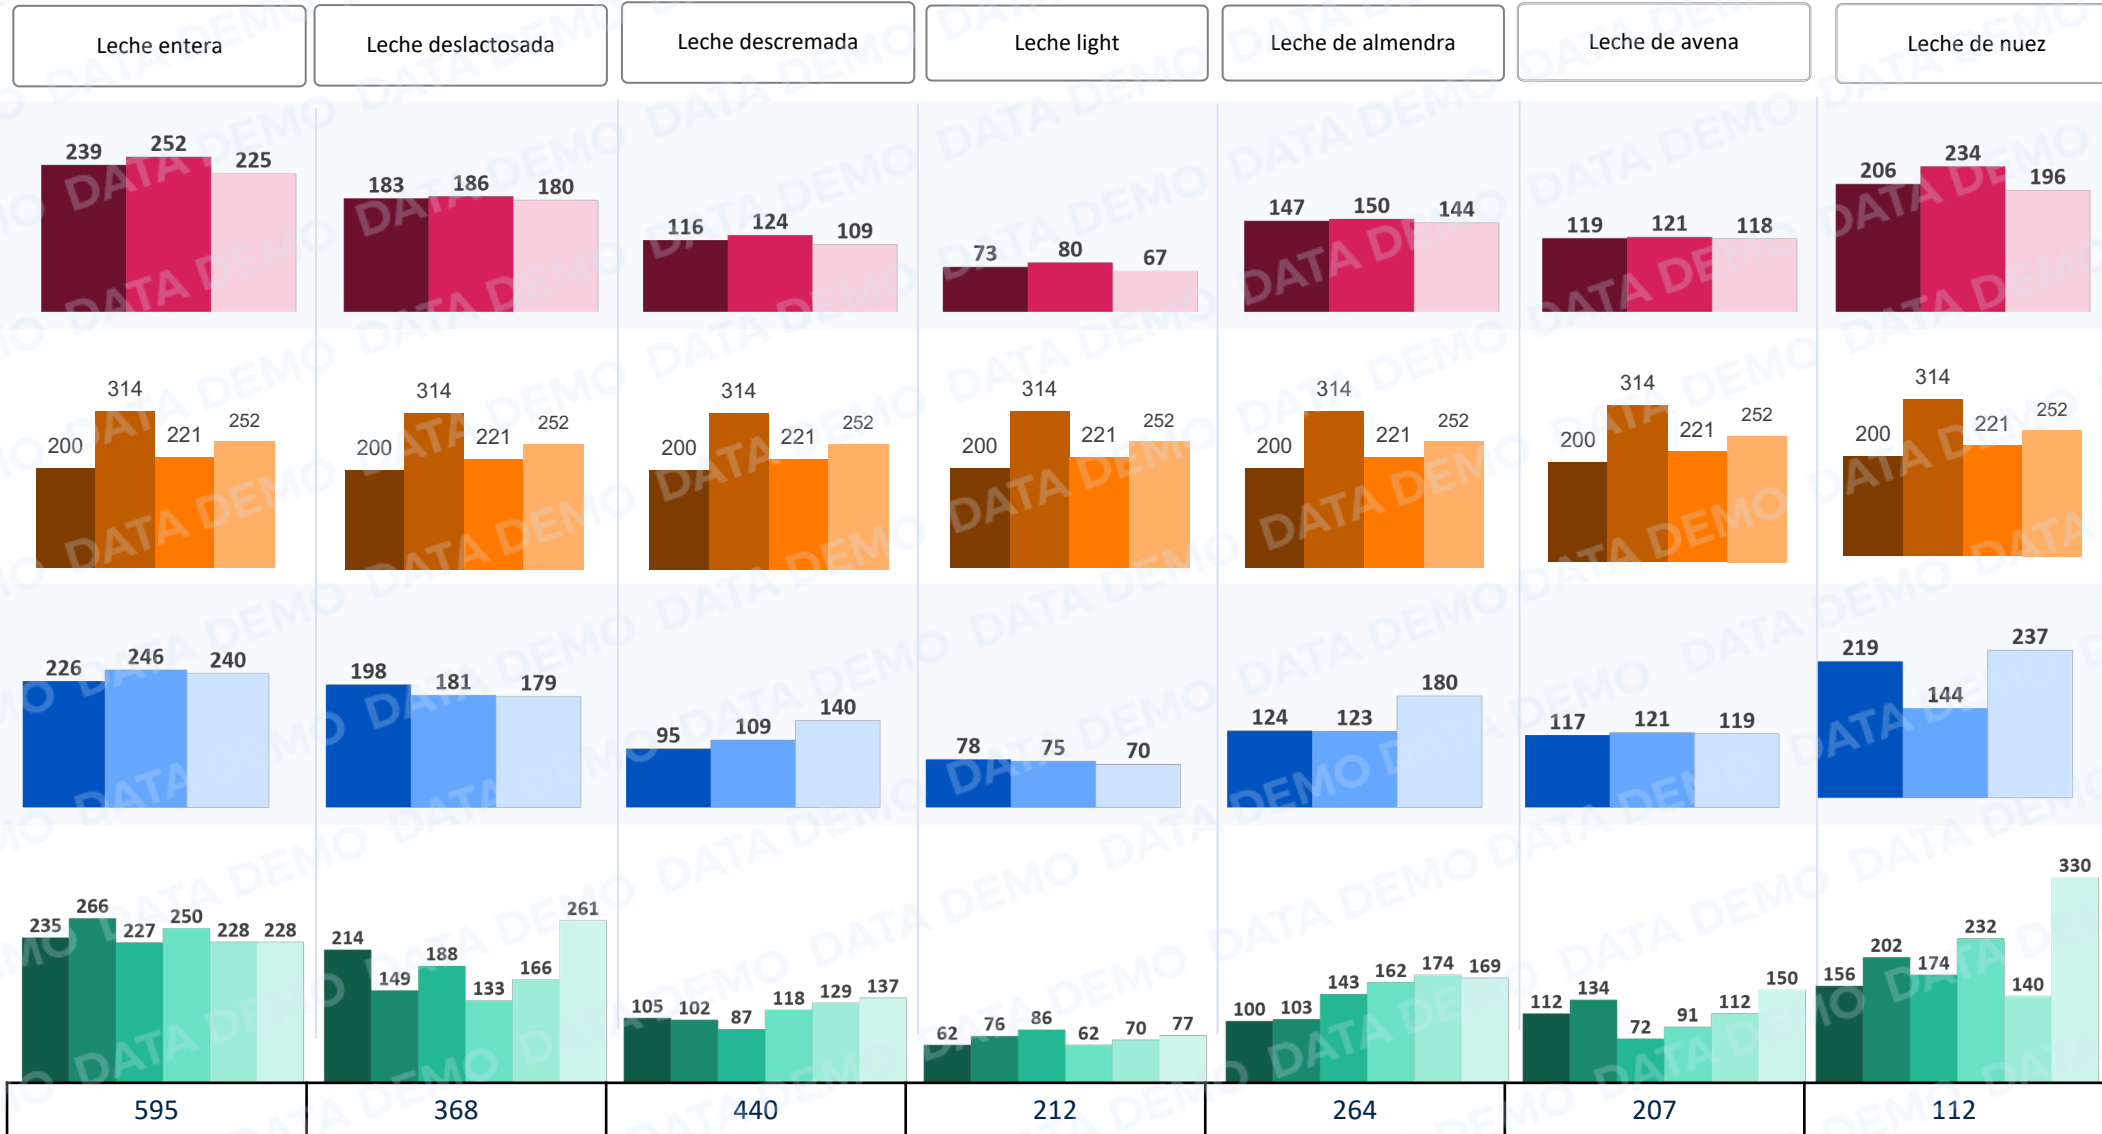 Leche entera Leche deslactosada Leche descremada Leche light Leche de almendra Leche de avena Leche de nuez
239 252 225 183 186 180 116 124 109 73 80 67 147 150 144 119 121 118 206 234 196
200 314 221 252 200 314 221 252 200 314 221 252 200 314 221 252 200 314 221 252 200 314 221 252 200 314 221 252
226 246 240 198 181 179 95 109 140 78 75 70 124 123 180 117 121 119 219 144 237
235 266 227 250 228 228 214 149 188 133 166 261 105 102 87 118 129 137 62 76 86 62 70 77 100 103 143 162 174 169 112 134 72 91 112 150 156 202 174 232 140 330
595 368 440 212 264 207 112
DATA DEMO